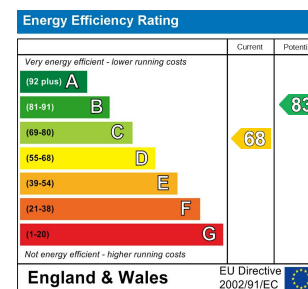 Energy Efficiency Rating
Current Potenti
Very energy efficient - lower running costs
(92 plus) A
(81-91) B
83
(69-80) C
68
(55-68) D
(39-54) E
(21-38) F
(1-20) G
Not energy efficient - higher running costs
England & Wales
EU Directive
2002/91/EC